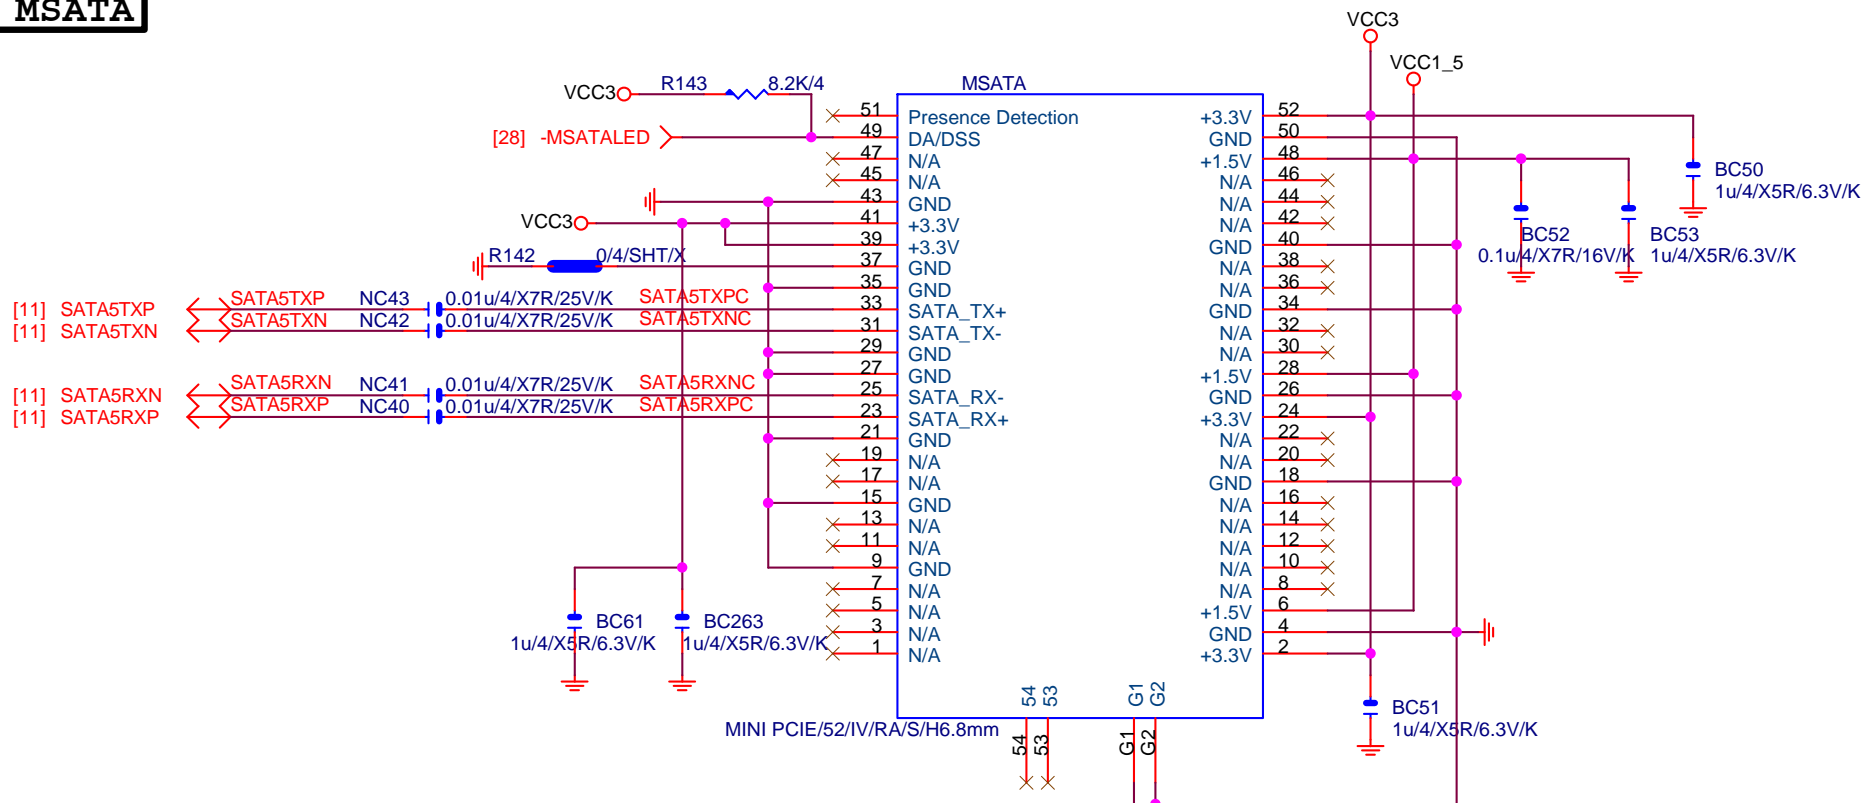 MSATA
VCC3
VCC1_5
VCC3 R143 8.2K/4 MSATA
[28] -MSATALED
51 Presence Detection +3.3V 52
49 DA/DSS GND 50
47 N/A +1.5V 48
45 N/A N/A 46
43 GND N/A 44
VCC3 41 +3.3V N/A 42
39 +3.3V GND 40
R142 0/4/SHT/X 37 GND N/A 38
35 GND N/A 36
[11] SATA5TXP SATA5TXP NC43 0.01u/4/X7R/25V/K SATA5TXPC 33 SATA_TX+ GND 34
[11] SATA5TXN SATA5TXN NC42 0.01u/4/X7R/25V/K SATA5TXNC 31 SATA_TX- N/A 32
29 GND N/A 30
27 GND +1.5V 28
[11] SATA5RXN SATA5RXN NC41 0.01u/4/X7R/25V/K SATA5RXNC 25 SATA_RX- GND 26
[11] SATA5RXP SATA5RXP NC40 0.01u/4/X7R/25V/K SATA5RXPC 23 SATA_RX+ +3.3V 24
21 GND N/A 22
19 N/A N/A 20
17 N/A GND 18
15 GND N/A 16
13 N/A N/A 14
11 N/A N/A 12
9 GND N/A 10
7 N/A N/A 8
5 N/A +1.5V 6
3 N/A GND 4
1 N/A +3.3V 2
BC50
1u/4/X5R/6.3V/K
BC52
0.1u/4/X7R/16V/K
BC53
1u/4/X5R/6.3V/K
BC61
1u/4/X5R/6.3V/K
BC263
1u/4/X5R/6.3V/K
54 53 G1 G2
MINI PCIE/52/IV/RA/S/H6.8mm
54 53 G1 G2
BC51
1u/4/X5R/6.3V/K